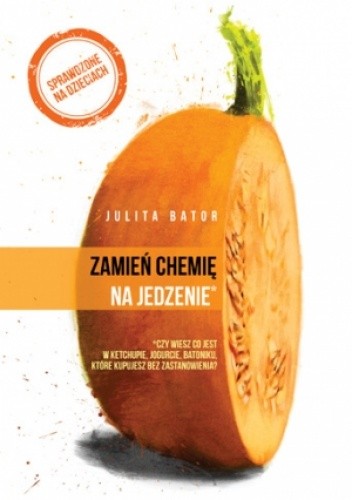 SPRAWDZONE
NA DZIECIACH
JULITA BATOR
ZAMIEŃ CHEMIĘ
NA JEDZENIE*
*CZY WIESZ CO JEST
W KETCHUPIE, JOGURCIE, BATONIKU,
KTÓRE KUPUJESZ BEZ ZASTANOWIENIA?